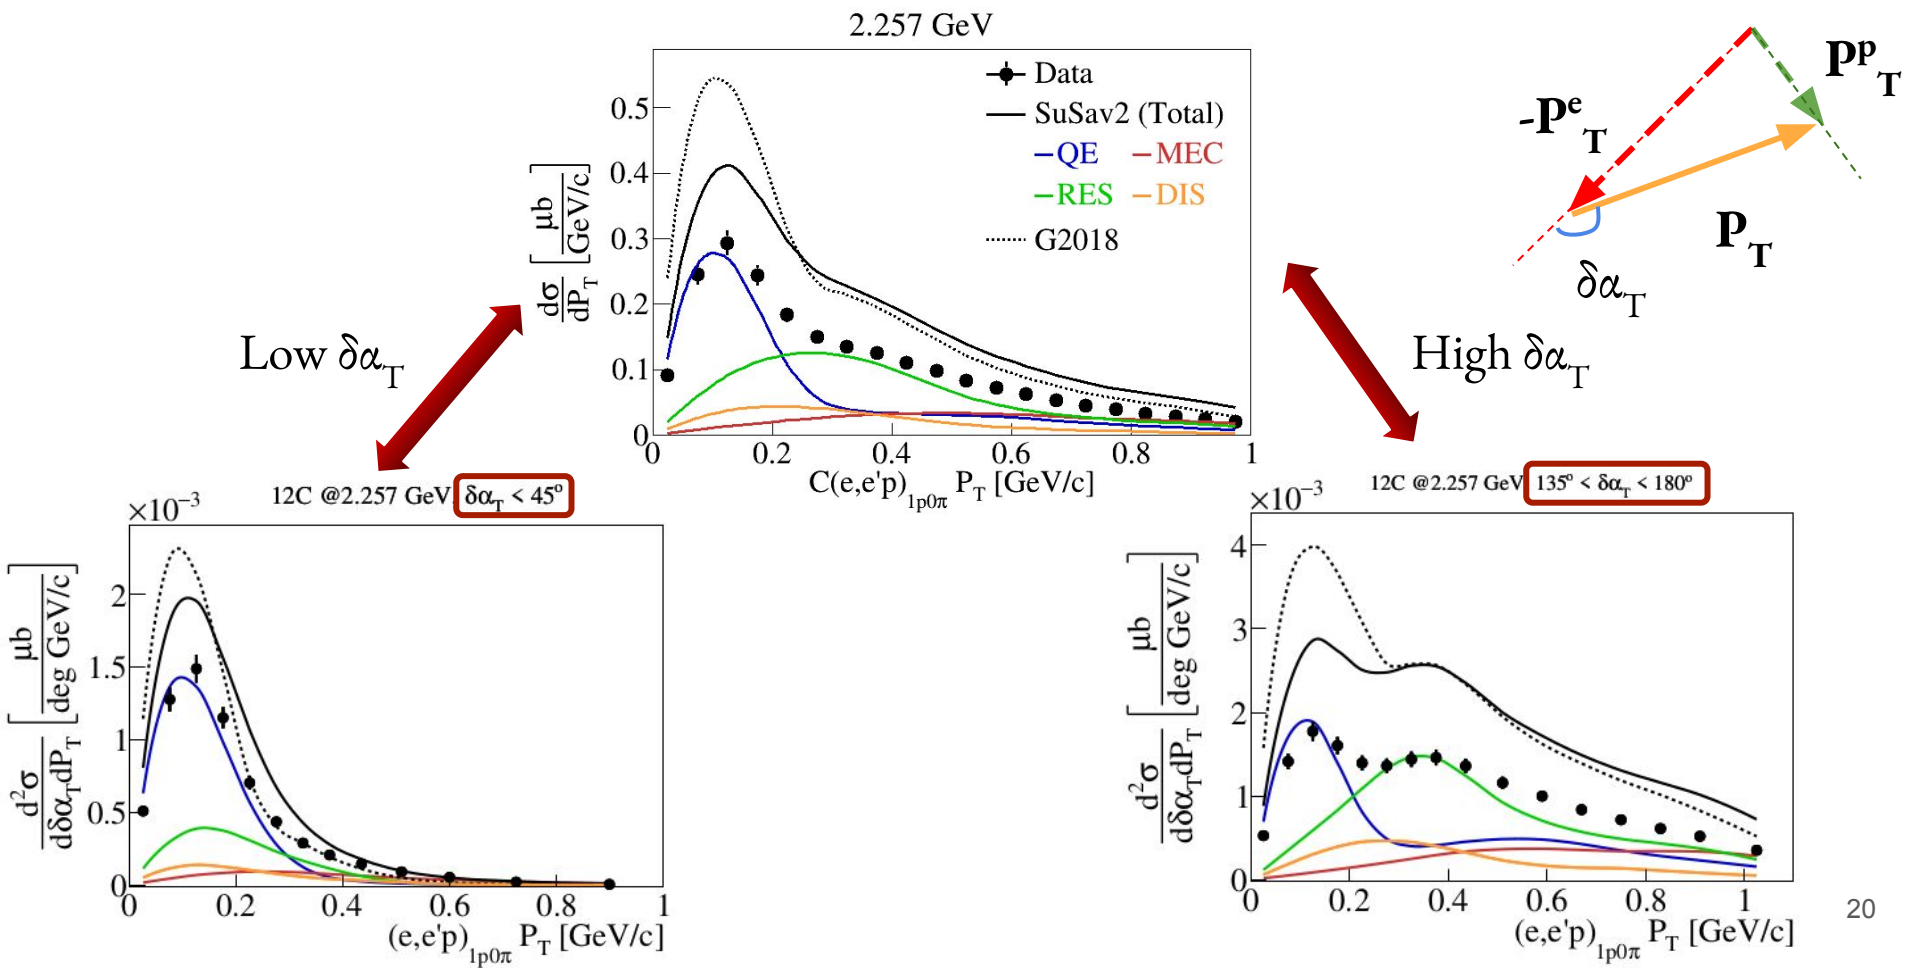 2.257 GeV
Data
SuSav2 (Total)
QE MEC
RES DIS
G2018
dσ/dP_T [μb/GeV/c]
0.5
0.4
0.3
0.2
0.1
0
0 0.2 0.4 0.6 0.8 1
C(e,e'p)_1p0π P_T [GeV/c]
-P^e_T
P^p_T
P_T
δα_T
Low δα_T
High δα_T
12C @2.257 GeV δα_T < 45°
×10⁻³
d²σ/dδα_T dP_T [μb/deg GeV/c]
2
1.5
1
0.5
0
0 0.2 0.4 0.6 0.8 1
(e,e'p)_1p0π P_T [GeV/c]
12C @2.257 GeV 135° < δα_T < 180°
×10⁻³
d²σ/dδα_T dP_T [μb/deg GeV/c]
4
3
2
1
0
0 0.2 0.4 0.6 0.8 1
(e,e'p)_1p0π P_T [GeV/c]
20